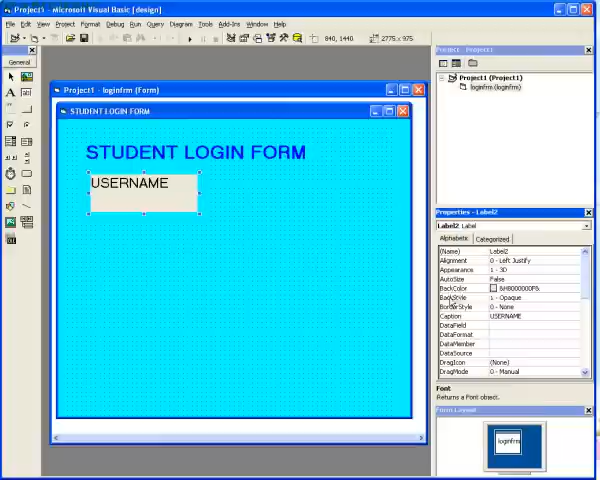 Project1 - Microsoft Visual Basic [design]
File Edit View Project Format Debug Run Query Diagram Tools Add-Ins Window Help
840, 1440 2775 x 975
General
Project - Project1
Project1 (Project1)
loginfrm (loginfrm)
Project1 - loginfrm (Form)
STUDENT LOGIN FORM
STUDENT LOGIN FORM
USERNAME
Properties - Label2
Label2 Label
Alphabetic Categorized
(Name) Label2
Alignment 0 - Left Justify
Appearance 1 - 3D
AutoSize False
BackColor &H8000000F&
BackStyle 1 - Opaque
BorderStyle 0 - None
Caption USERNAME
DataField
DataFormat
DataMember
DataSource
DragIcon (None)
DragMode 0 - Manual
Font
Returns a Font object.
Form Layout
loginfrm